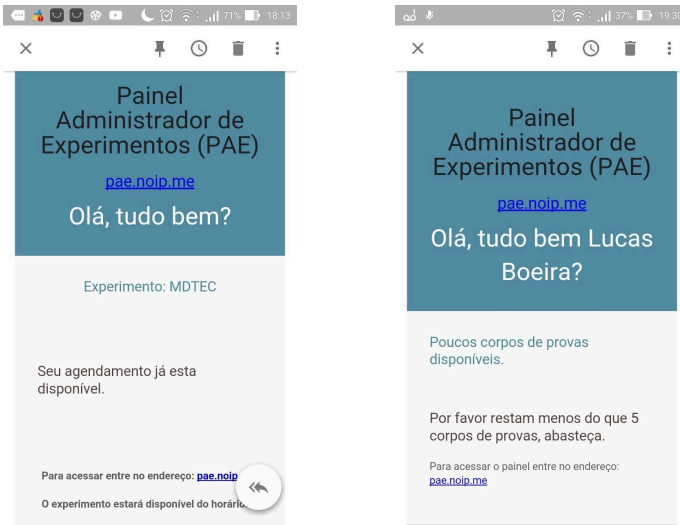 71% 18:13
Painel
Administrador de
Experimentos (PAE)
pae.noip.me
Olá, tudo bem?
Experimento: MDTEC
Seu agendamento já esta
disponível.
Para acessar entre no endereço: pae.noip
O experimento estará disponível do horário
37% 19:30
Painel
Administrador de
Experimentos (PAE)
pae.noip.me
Olá, tudo bem Lucas
Boeira?
Poucos corpos de provas
disponíveis.
Por favor restam menos do que 5
corpos de provas, abasteça.
Para acessar o painel entre no endereço:
pae.noip.me